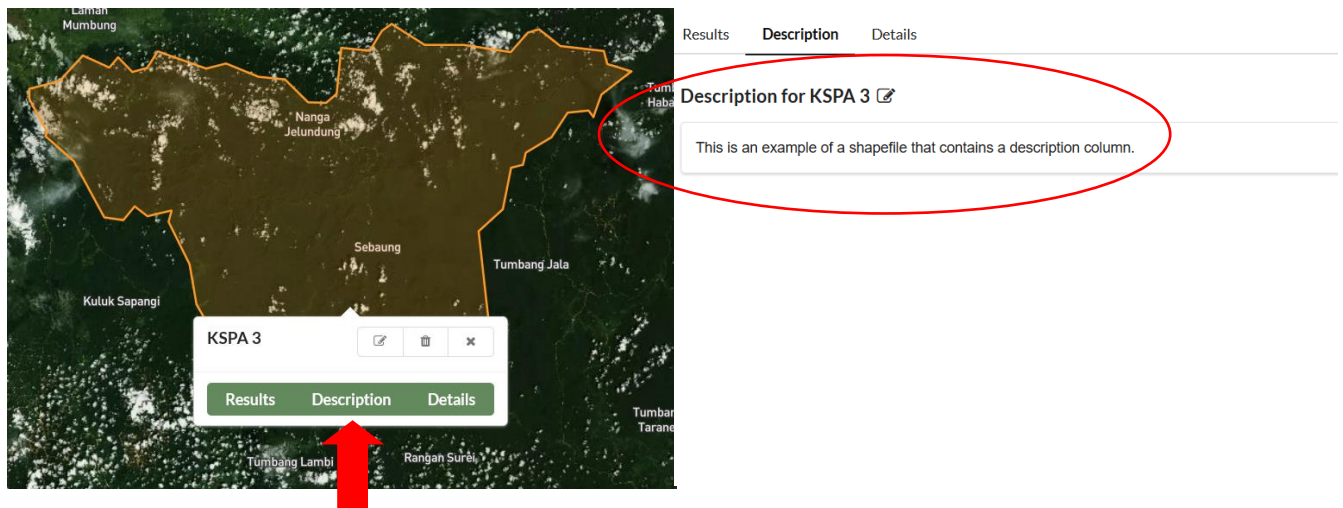 Laman
Mumbung
Nanga
Jelundung
Sebaung
Tumbang Jala
Kuluk Sapangi
KSPA 3
Results Description Details
Tumbang Lambi
Rangan Surei
Results Description Details
Description for KSPA 3
This is an example of a shapefile that contains a description column.